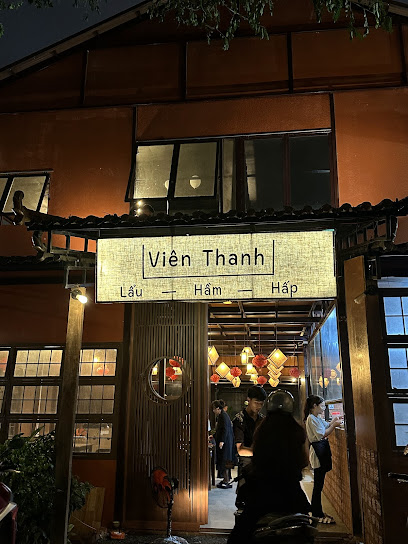 Viên Thanh
Lẩu — Hầm — Hấp